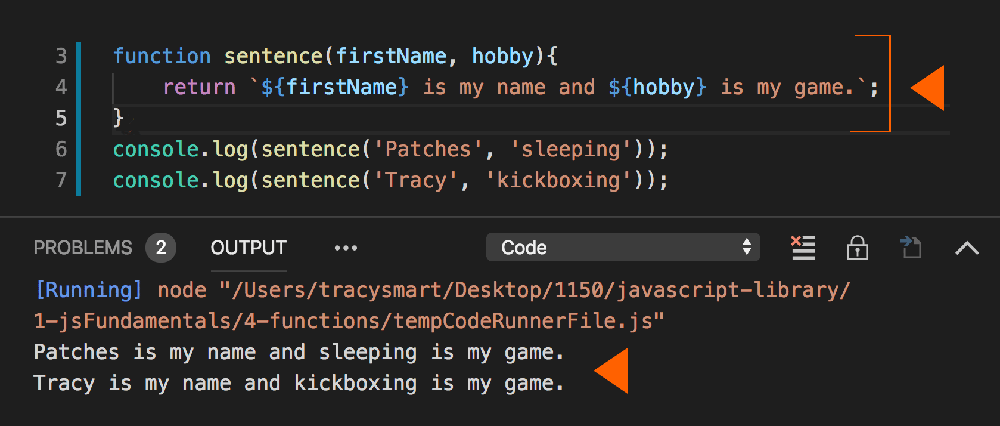 3 function sentence(firstName, hobby){
4     return `${firstName} is my name and ${hobby} is my game.`;
5 }
6 console.log(sentence('Patches', 'sleeping'));
7 console.log(sentence('Tracy', 'kickboxing'));
PROBLEMS 2 OUTPUT ••• Code
[Running] node "/Users/tracysmart/Desktop/1150/javascript-library/
1-jsFundamentals/4-functions/tempCodeRunnerFile.js"
Patches is my name and sleeping is my game.
Tracy is my name and kickboxing is my game.